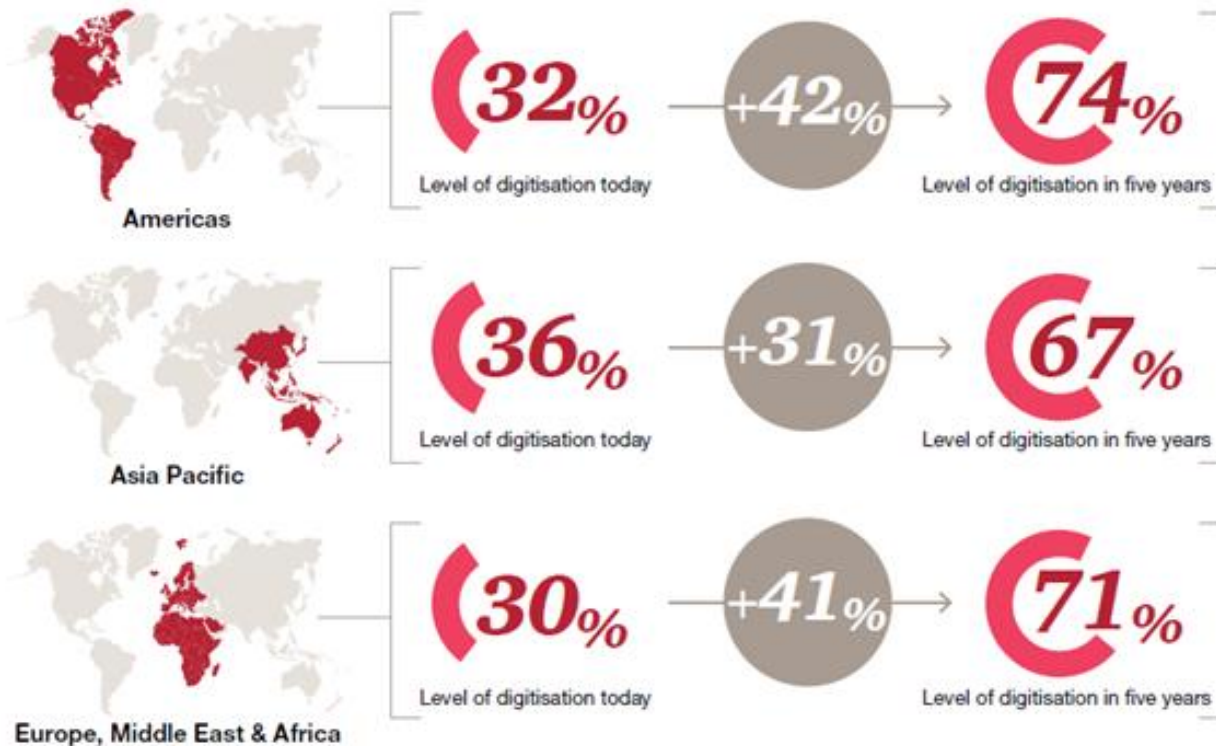 32%
+42%
74%
Level of digitisation today
Level of digitisation in five years
Americas
36%
+31%
67%
Level of digitisation today
Level of digitisation in five years
Asia Pacific
30%
+41%
71%
Level of digitisation today
Level of digitisation in five years
Europe, Middle East & Africa